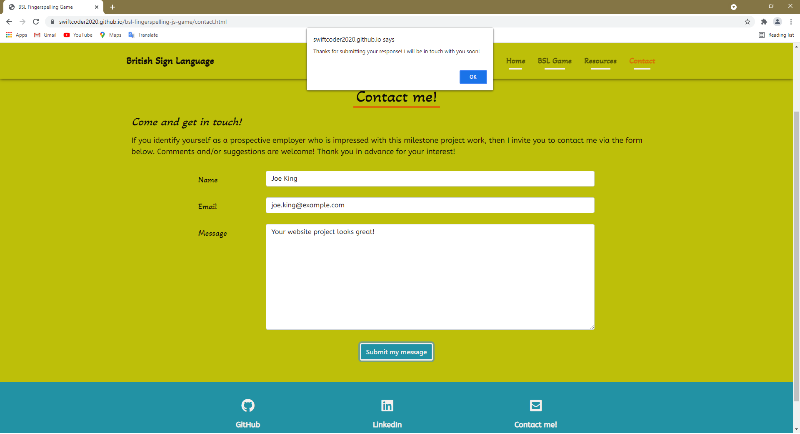 BSL Fingerspelling Game
swiftcoder2020.github.io/bsl-fingerspelling-js-game/contact.html
Apps Gmail YouTube Maps Translate Reading list
swiftcoder2020.github.io says
Thanks for submitting your response! I will be in touch with you soon!
OK
British Sign Language
Home BSL Game Resources Contact
Contact me!
Come and get in touch!
If you identify yourself as a prospective employer who is impressed with this milestone project work, then I invite you to contact me via the form
below. Comments and/or suggestions are welcome! Thank you in advance for your interest!
Name Joe King
Email joe.king@example.com
Message Your website project looks great!
Submit my message
GitHub LinkedIn Contact me!